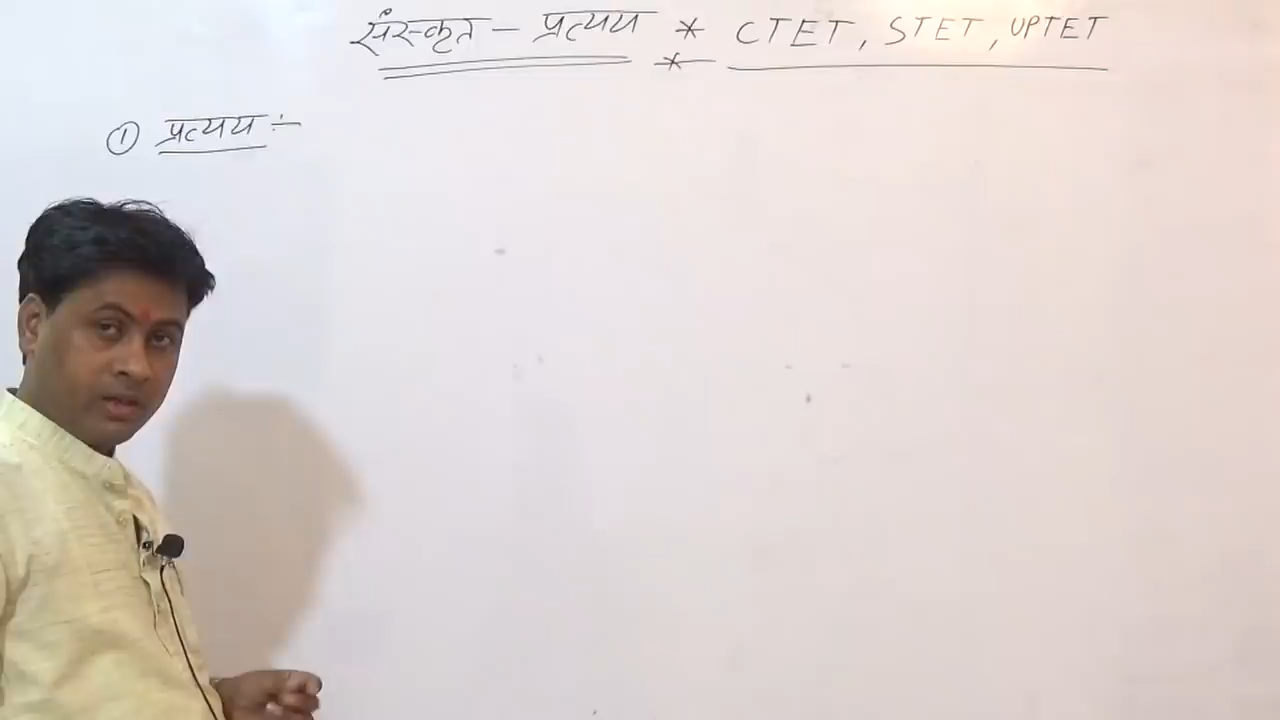 संस्कृत - प्रत्यय * CTET, STET, UPTET
*
① प्रत्यय :-